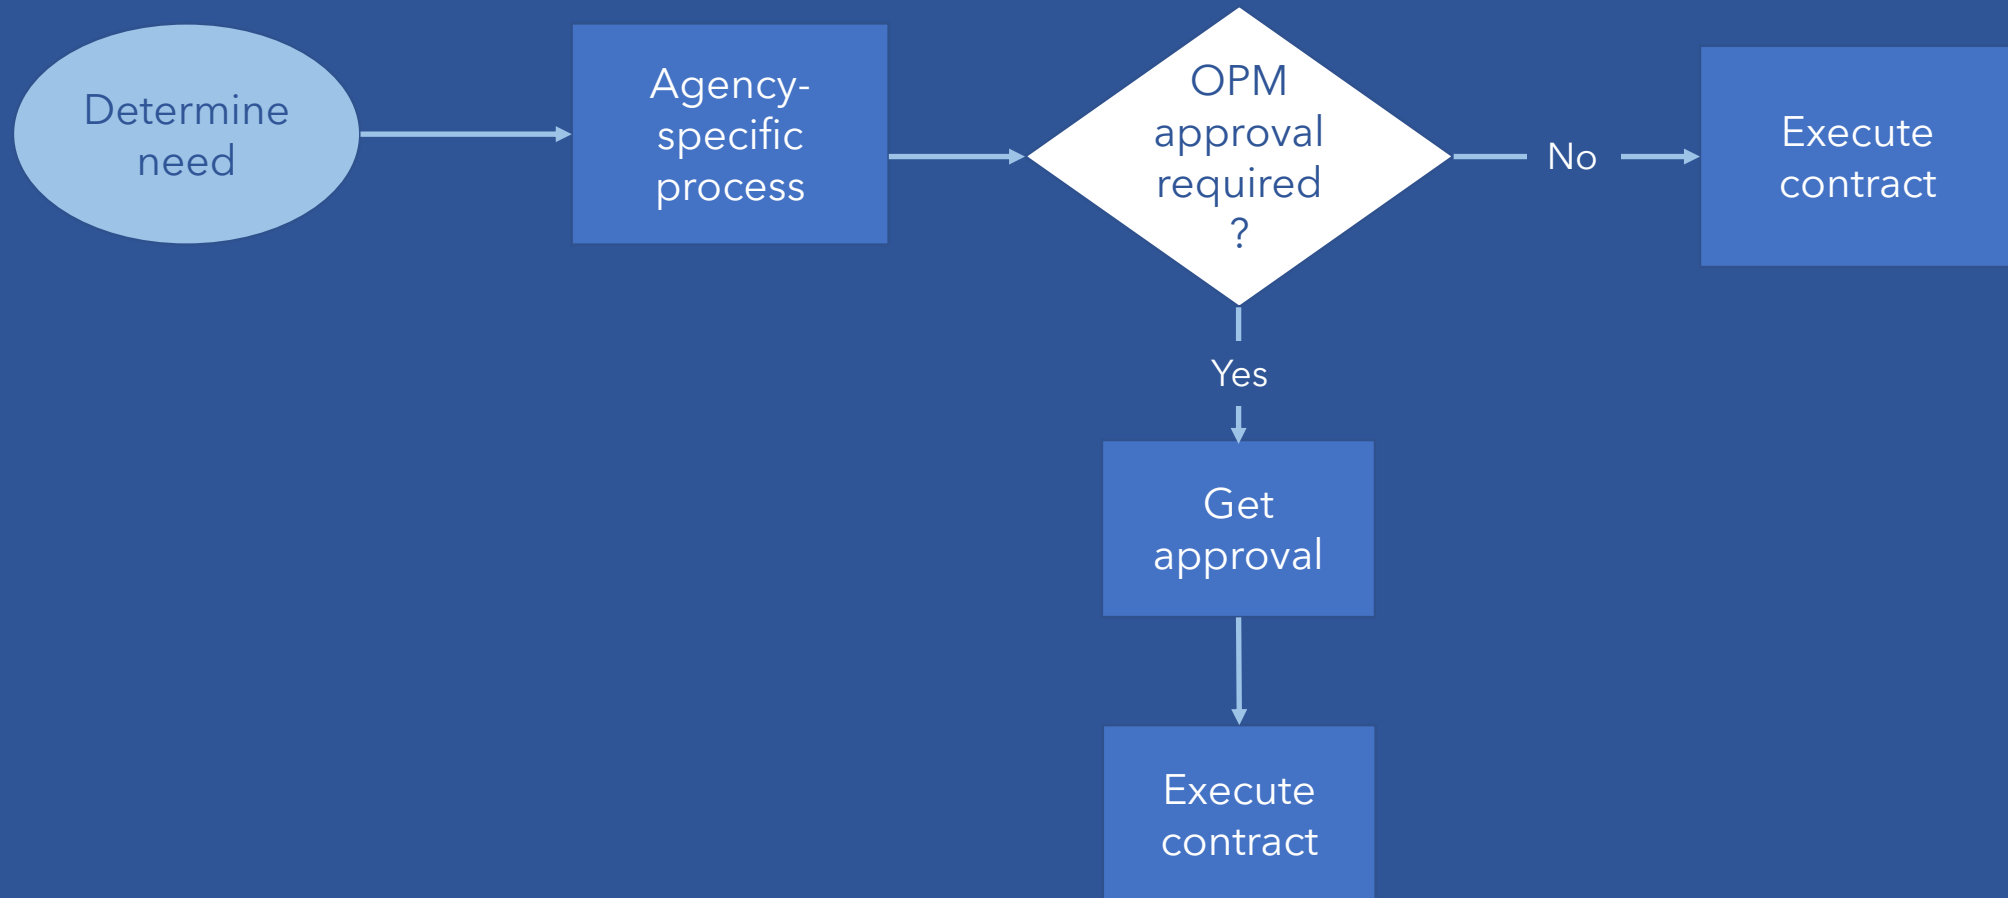 Determine
need
Agency-
specific
process
OPM
approval
required
?
No
Execute
contract
Yes
Get
approval
Execute
contract